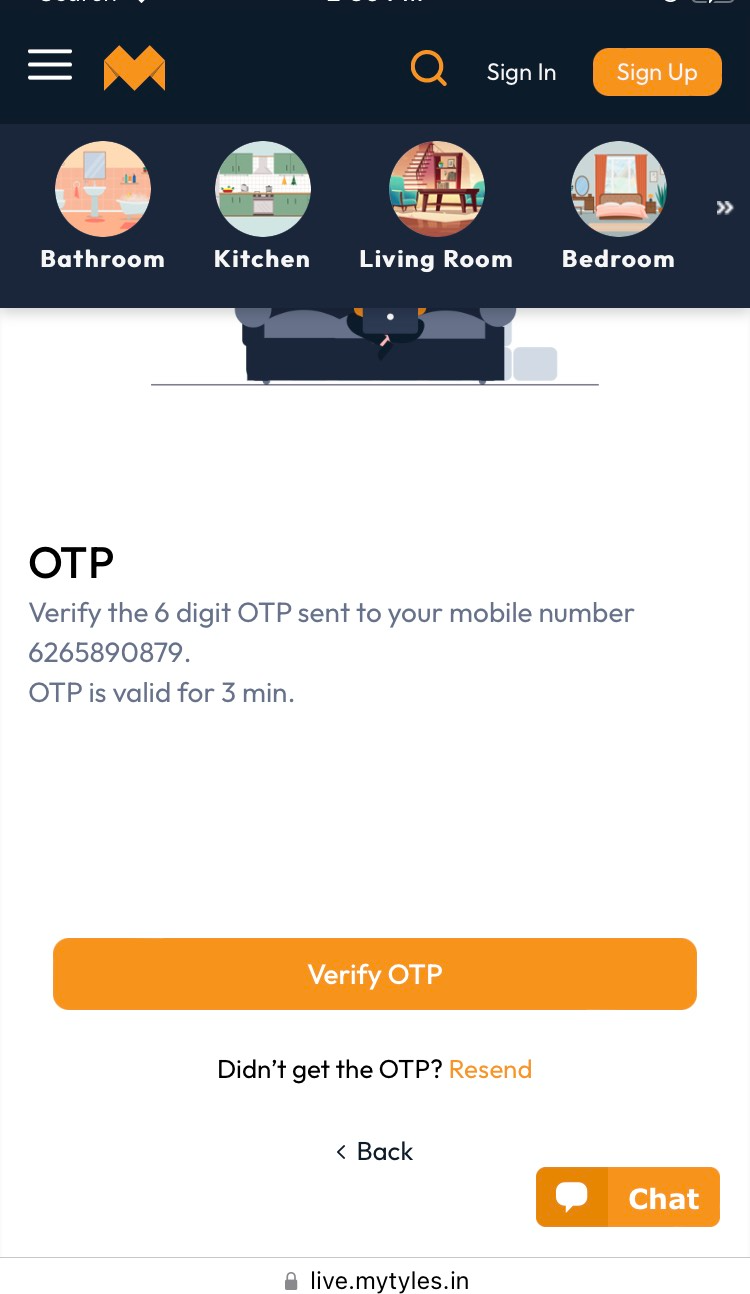 Sign In
Sign Up
Bathroom
Kitchen
Living Room
Bedroom
»
OTP
Verify the 6 digit OTP sent to your mobile number
6265890879.
OTP is valid for 3 min.
Verify OTP
Didn't get the OTP? Resend
< Back
Chat
live.mytyles.in